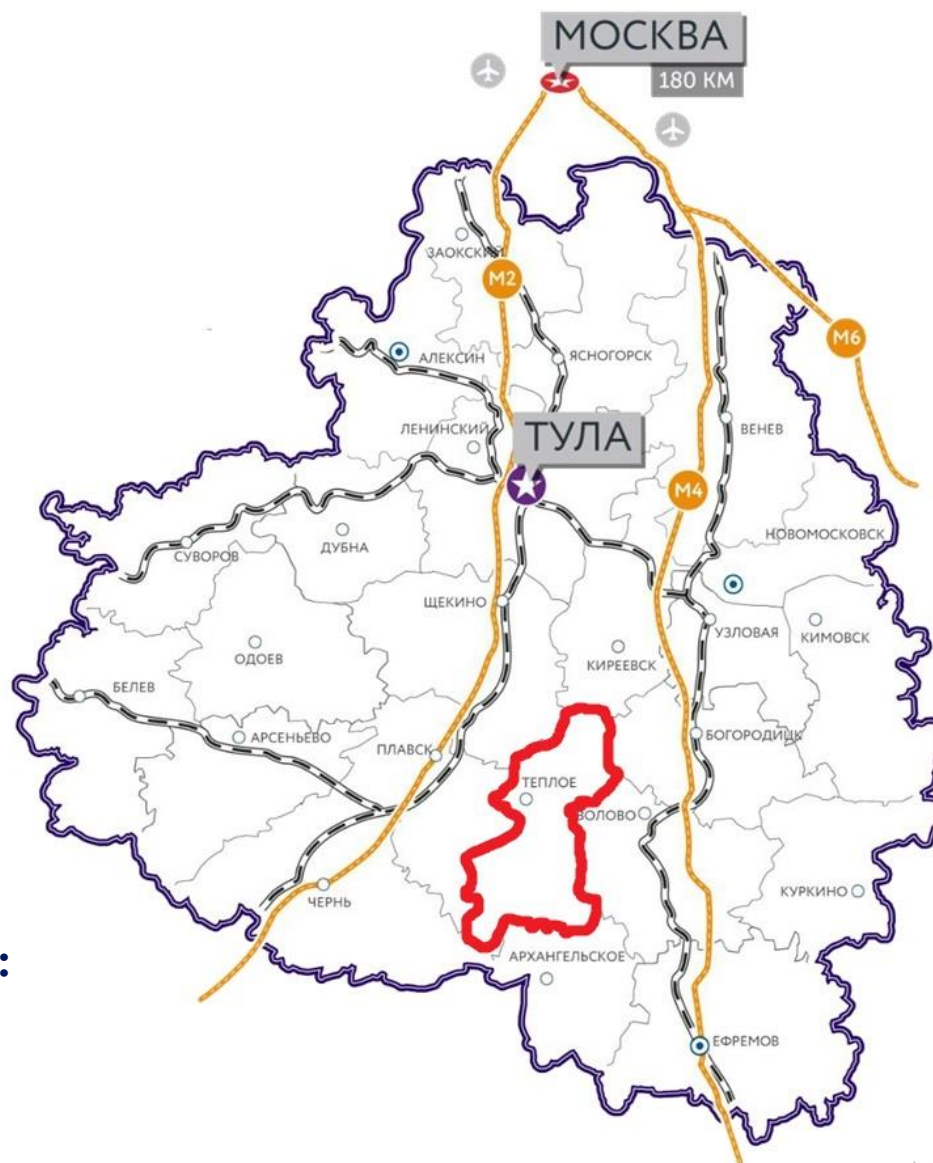 МОСКВА
180 КМ
ЗАОКСКИЙ
М2
М6
АЛЕКСИН
ЯСНОГОРСК
ЛЕНИНСКИЙ
ТУЛА
ВЕНЕВ
М4
НОВОМОСКОВСК
СУВОРОВ
ДУБНА
ЩЕКИНО
УЗЛОВАЯ
КИМОВСК
ОДОЕВ
КИРЕЕВСК
БЕЛЕВ
АРСЕНЬЕВО
БОГОРОДИЦК
ПЛАВСК
ТЕПЛОЕ
ВОЛОВО
КУРКИНО
ЧЕРНЬ
АРХАНГЕЛЬСКОЕ
:
ЕФРЕМОВ